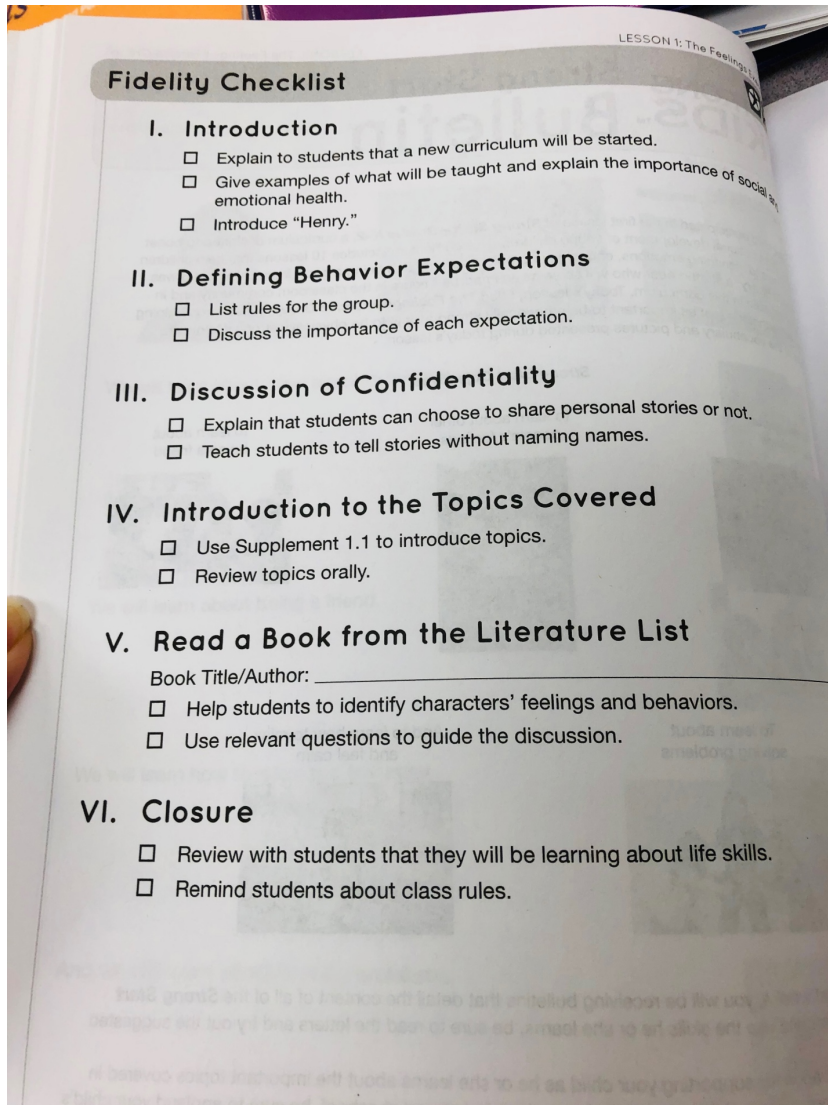 LESSON 1: The Feelings
Fidelity Checklist
I. Introduction
☐ Explain to students that a new curriculum will be started.
☐ Give examples of what will be taught and explain the importance of social and
emotional health.
☐ Introduce “Henry.”
II. Defining Behavior Expectations
☐ List rules for the group.
☐ Discuss the importance of each expectation.
III. Discussion of Confidentiality
☐ Explain that students can choose to share personal stories or not.
☐ Teach students to tell stories without naming names.
IV. Introduction to the Topics Covered
☐ Use Supplement 1.1 to introduce topics.
☐ Review topics orally.
V. Read a Book from the Literature List
Book Title/Author:
☐ Help students to identify characters’ feelings and behaviors.
☐ Use relevant questions to guide the discussion.
VI. Closure
☐ Review with students that they will be learning about life skills.
☐ Remind students about class rules.